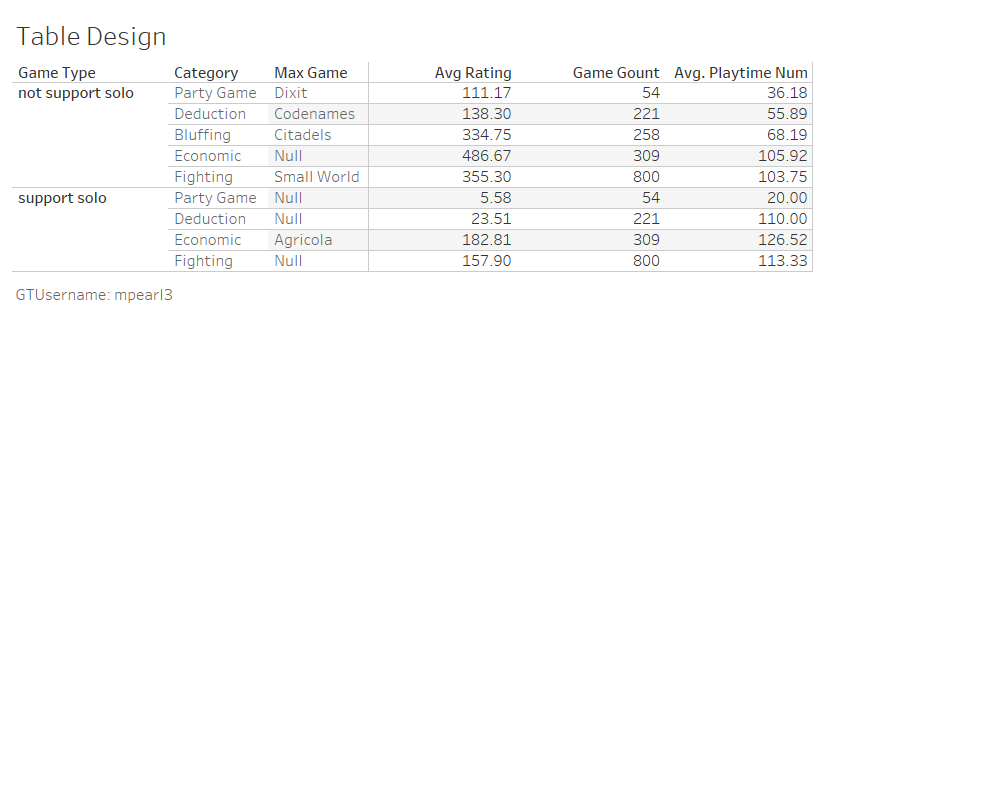 Table Design
Game Type Category Max Game Avg Rating Game Gount Avg. Playtime Num
not support solo Party Game Dixit 111.17 54 36.18
Deduction Codenames 138.30 221 55.89
Bluffing Citadels 334.75 258 68.19
Economic Null 486.67 309 105.92
Fighting Small World 355.30 800 103.75
support solo Party Game Null 5.58 54 20.00
Deduction Null 23.51 221 110.00
Economic Agricola 182.81 309 126.52
Fighting Null 157.90 800 113.33
GTUsername: mpearl3